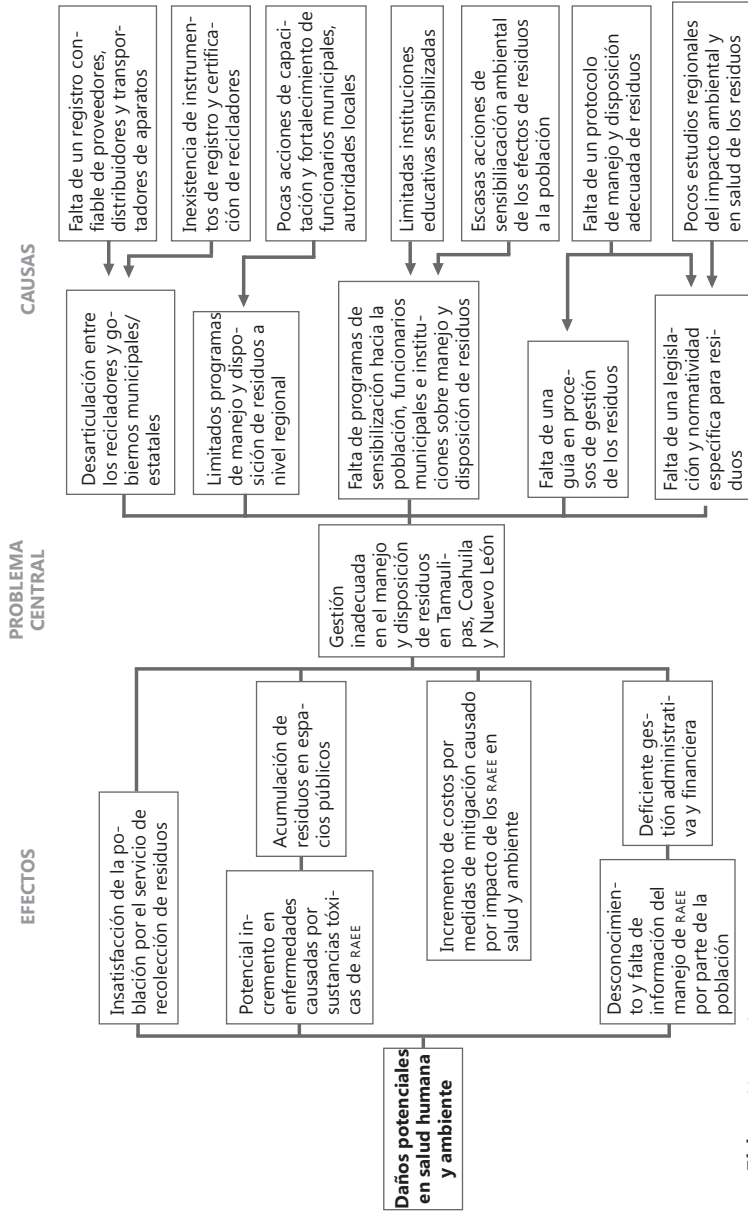 EFECTOS
PROBLEMA
CENTRAL
CAUSAS
Daños potenciales
en salud humana
y ambiente
Insatisfacción de la po-
blación por el servicio de
recolección de residuos
Potencial in-
cremento en
enfermedades
causadas por
sustancias tóxi-
cas de RAEE
Acumulación de
residuos en espa-
cios públicos
Incremento de costos por
medidas de mitigación causado
por impacto de los RAEE en
salud y ambiente
Desconocimien-
to y falta de
información del
manejo de RAEE
por parte de la
población
Deficiente ges-
tión administrati-
va y financiera
Gestión
inadecuada
en el manejo
y disposición
de residuos
en Tamauli-
pas, Coahuila
y Nuevo León
Desarticulación entre
los recicladores y go-
biernos municipales/
estatales
Limitados programas
de manejo y dispo-
sición de residuos a
nivel regional
Falta de programas de
sensibilización hacia la
población, funcionarios
municipales e institu-
ciones sobre manejo y
disposición de residuos
Falta de una
guía en proce-
sos de gestión
de los residuos
Falta de una legisla-
ción y normatividad
específica para resi-
duos
Falta de un registro con-
fiable de proveedores,
distribuidores y transpor-
tadores de aparatos
Inexistencia de instrumen-
tos de registro y certifica-
ción de recicladores
Pocas acciones de capaci-
tación y fortalecimiento de
funcionarios municipales,
autoridades locales
Limitadas instituciones
educativas sensibilizadas
Escasas acciones de
sensibiliacación ambiental
de los efectos de residuos
a la población
Falta de un protocolo
de manejo y disposición
adecuada de residuos
Pocos estudios regionales
del impacto ambiental y
en salud de los residuos